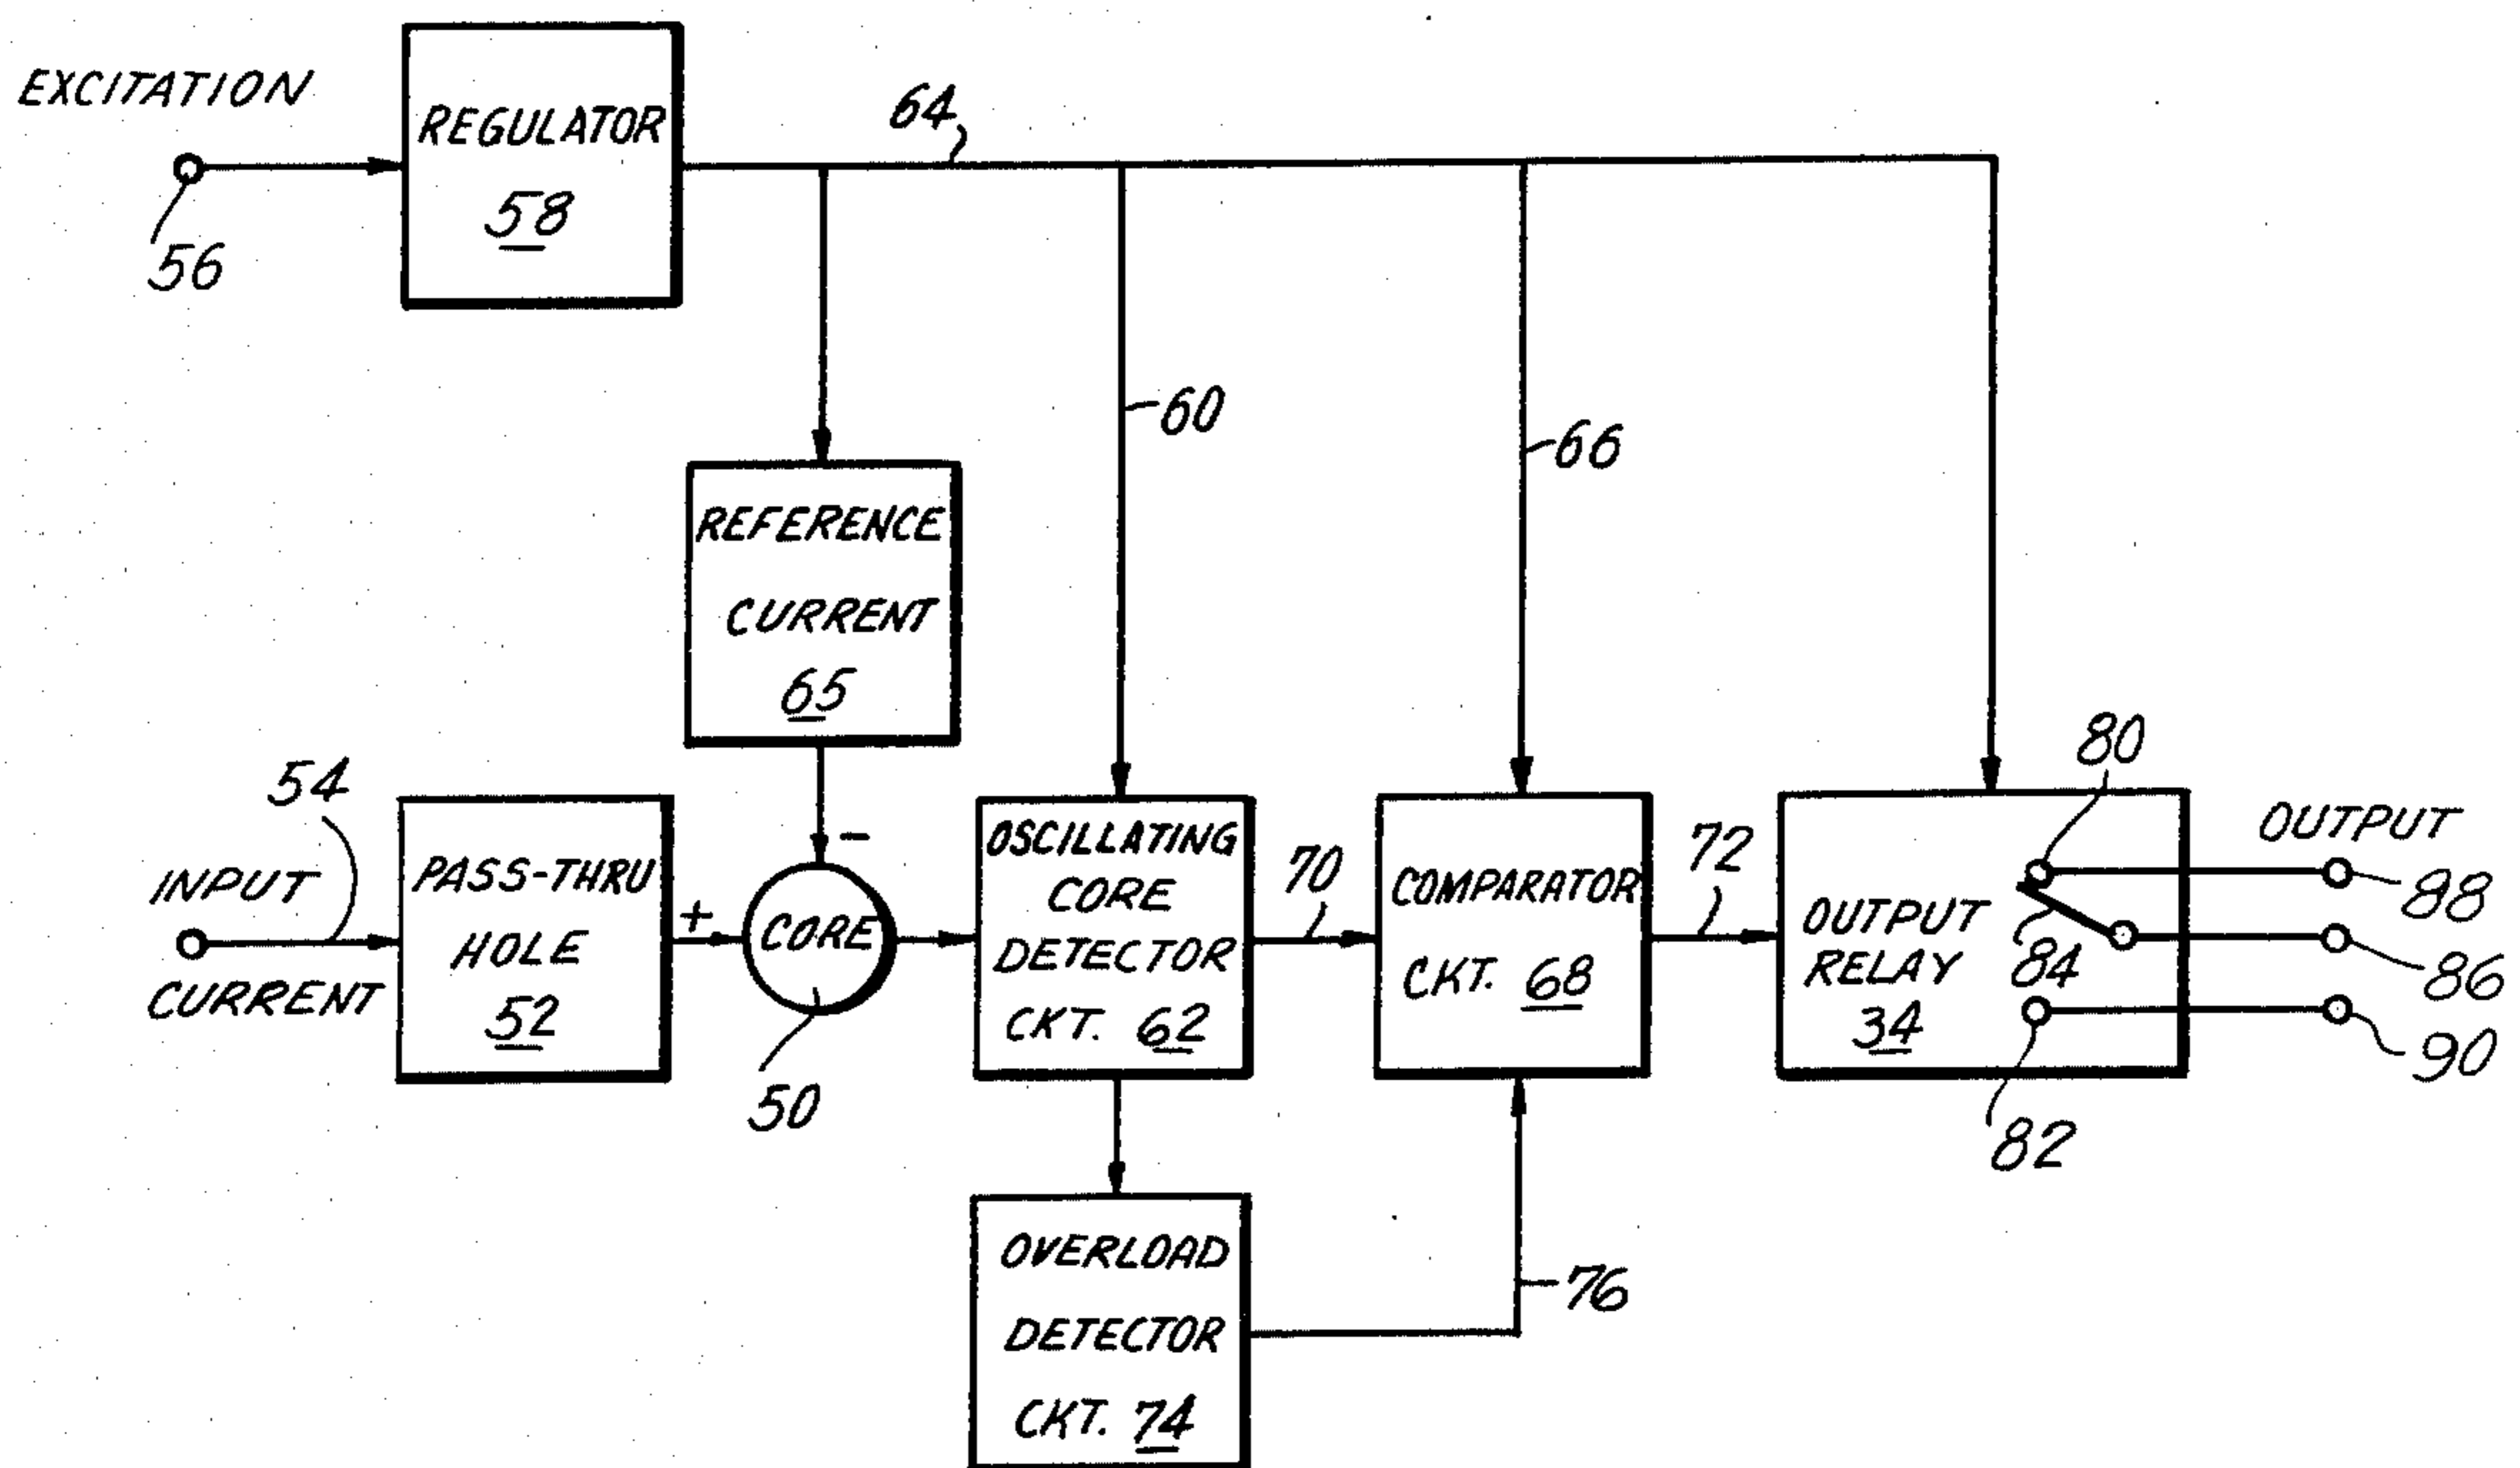 EXCITATION
56
REGULATOR
58
64
60
66
REFERENCE
CURRENT
65
54
INPUT
CURRENT
PASS-THRU
HOLE
52
+
-
CORE
50
OSCILLATING
CORE
DETECTOR
CKT. 62
70
COMPARATOR
CKT. 68
72
OUTPUT
RELAY
34
80
84
82
OUTPUT
88
86
90
OVERLOAD
DETECTOR
CKT. 74
76